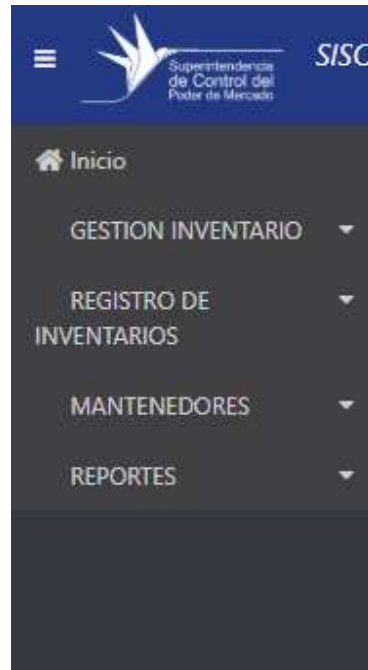 Superintendencia
de Control del
Poder de Mercado
SISC
Inicio
GESTION INVENTARIO
REGISTRO DE
INVENTARIOS
MANTENEDORES
REPORTES